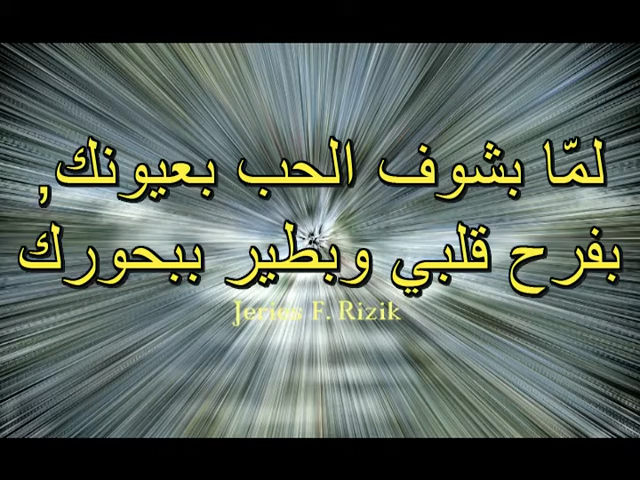 لمّا بشوف الحب بعيونك,
بفرح قلبي وبطير ببحورك
Jeries F. Rizik